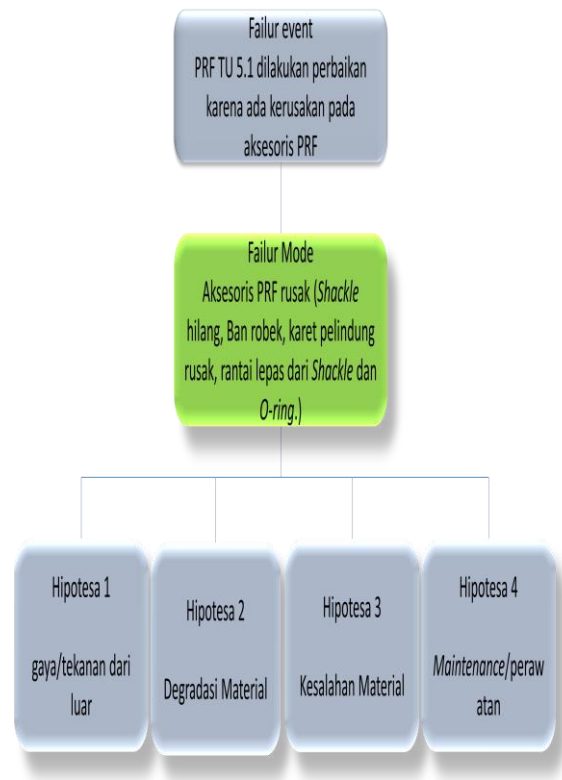 Failur event
PRF TU 5.1 dilakukan perbaikan
karena ada kerusakan pada
aksesoris PRF
Failur Mode
Aksesoris PRF rusak (Shackle
hilang, Ban robek, karet pelindung
rusak, rantai lepas dari Shackle dan
O-ring.)
Hipotesa 1
gaya/tekanan dari
luar
Hipotesa 2
Degradasi Material
Hipotesa 3
Kesalahan Material
Hipotesa 4
Maintenance/peraw
atan